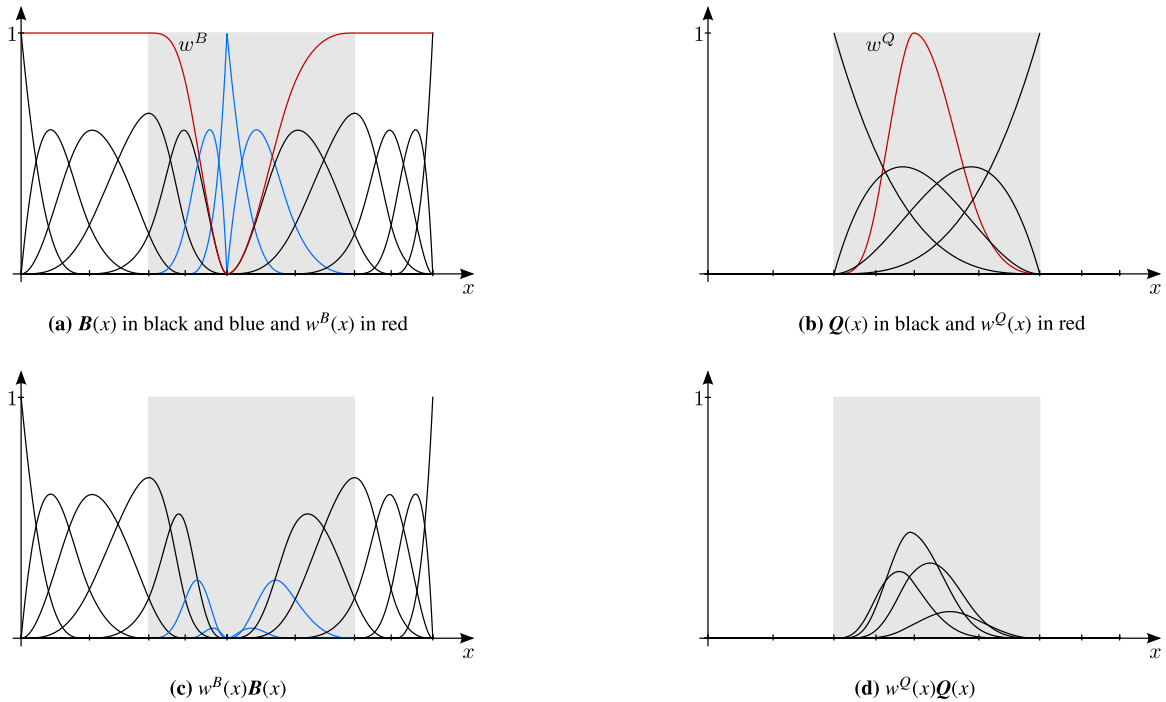 1
w^B
x
(a) B(x) in black and blue and w^B(x) in red
1
w^Q
x
(b) Q(x) in black and w^Q(x) in red
1
x
(c) w^B(x)B(x)
1
x
(d) w^Q(x)Q(x)